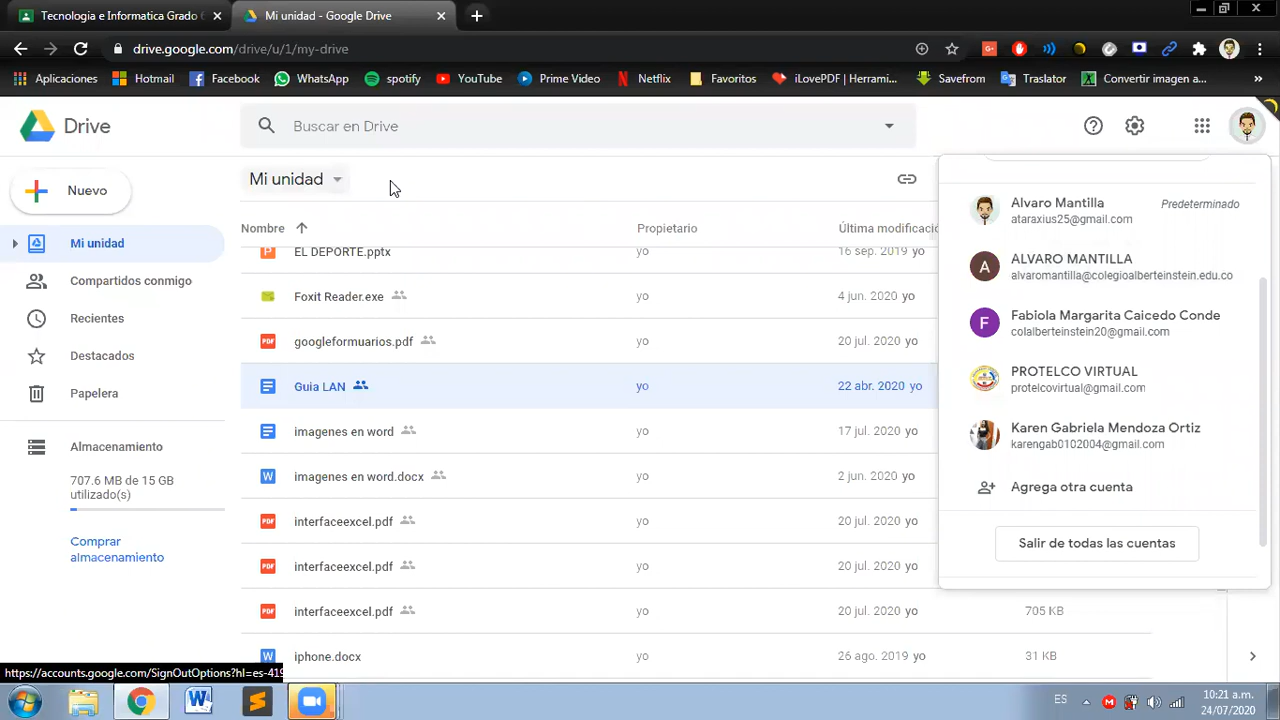 Tecnologia e Informatica Grado 6
Mi unidad - Google Drive
drive.google.com/drive/u/1/my-drive
Aplicaciones
Hotmail
Facebook
WhatsApp
spotify
YouTube
Prime Video
Netflix
Favoritos
iLovePDF | Herrami...
Savefrom
Traslator
Convertir imagen a...
»
Drive
Buscar en Drive
Nuevo
Mi unidad
Compartidos conmigo
Recientes
Destacados
Papelera
Almacenamiento
707.6 MB de 15 GB
utilizado(s)
Comprar
almacenamiento
Mi unidad
Nombre Propietario Última modificació
EL DEPORTE.pptx yo 16 sep. 2019 yo
Foxit Reader.exe yo 4 jun. 2020 yo
googleformuarios.pdf yo 20 jul. 2020 yo
Guia LAN yo 22 abr. 2020 yo
imagenes en word yo 17 jul. 2020 yo
imagenes en word.docx yo 2 jun. 2020 yo
interfaceexcel.pdf yo 20 jul. 2020 yo
interfaceexcel.pdf yo 20 jul. 2020 yo
interfaceexcel.pdf yo 20 jul. 2020 yo 705 KB
iphone.docx yo 26 ago. 2019 yo 31 KB
Alvaro Mantilla Predeterminado
ataraxius25@gmail.com
A
ALVARO MANTILLA
alvaromantilla@colegioalberteinstein.edu.co
F
Fabiola Margarita Caicedo Conde
colalberteinstein20@gmail.com
PROTELCO VIRTUAL
protelcovirtual@gmail.com
Karen Gabriela Mendoza Ortiz
karengab0102004@gmail.com
Agrega otra cuenta
Salir de todas las cuentas
https://accounts.google.com/SignOutOptions?hl=es-419
ES
10:21 a.m.
24/07/2020